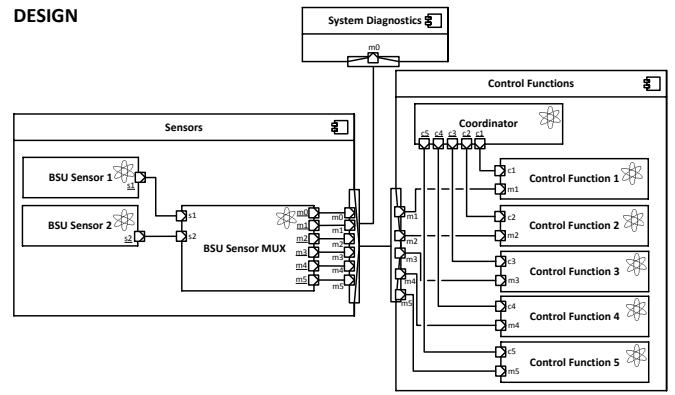 DESIGN
System Diagnostics
m0
Control Functions
Coordinator
c5 c4 c3 c2 c1
Sensors
BSU Sensor 1
s1
BSU Sensor 2
s2
s1
s2
BSU Sensor MUX
m0 m0
m1 m1
m2 m2
m3 m3
m4 m4
m5 m5
m1
m2
m3
m4
m5
c1
Control Function 1
m1
c2
Control Function 2
m2
c3
Control Function 3
m3
c4
Control Function 4
m4
c5
Control Function 5
m5